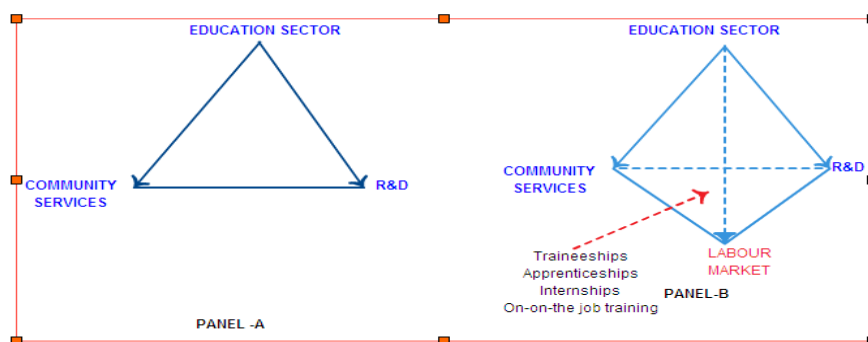 EDUCATION SECTOR
COMMUNITY
SERVICES
R&D
PANEL -A
EDUCATION SECTOR
COMMUNITY
SERVICES
R&D
LABOUR
MARKET
Traineeships
Apprenticeships
Internships
On-on-the job training
PANEL-B